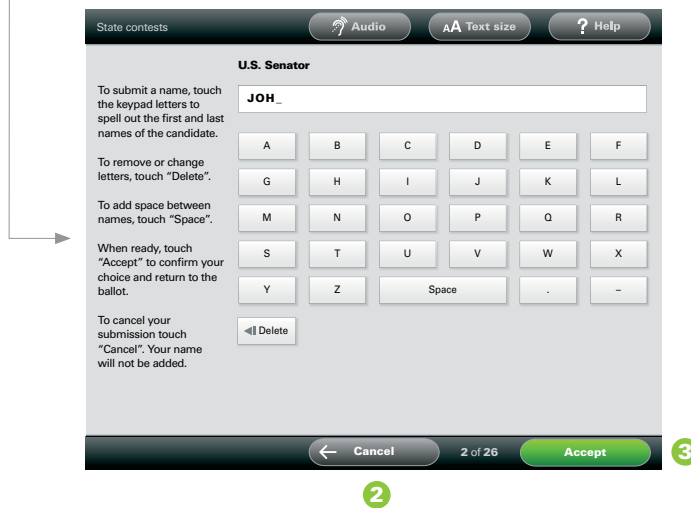 State contests
Audio
AA Text size
? Help
U.S. Senator
To submit a name, touch
the keypad letters to
spell out the first and last
names of the candidate.
To remove or change
letters, touch “Delete”.
To add space between
names, touch “Space”.
When ready, touch
“Accept” to confirm your
choice and return to the
ballot.
To cancel your
submission touch
“Cancel”. Your name
will not be added.
JOH_
A B C D E F
G H I J K L
M N O P Q R
S T U V W X
Y Z Space . –
Delete
Cancel
2 of 26
Accept
3
2